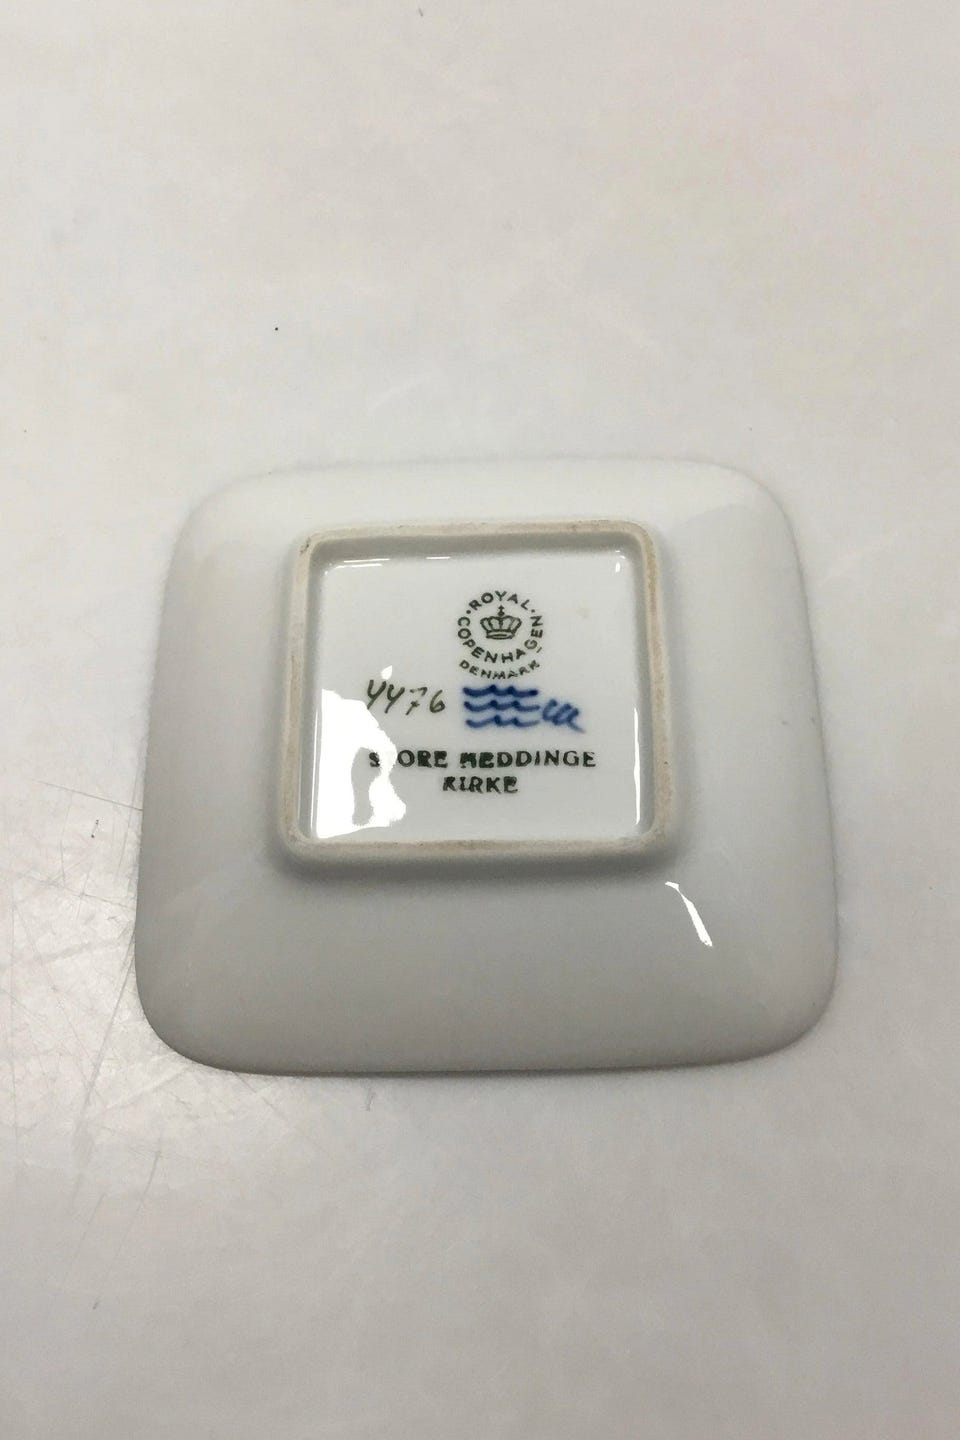 ROYAL
COPENHAGEN
DENMARK
4476
STORE HEDDINGE
KIRKE